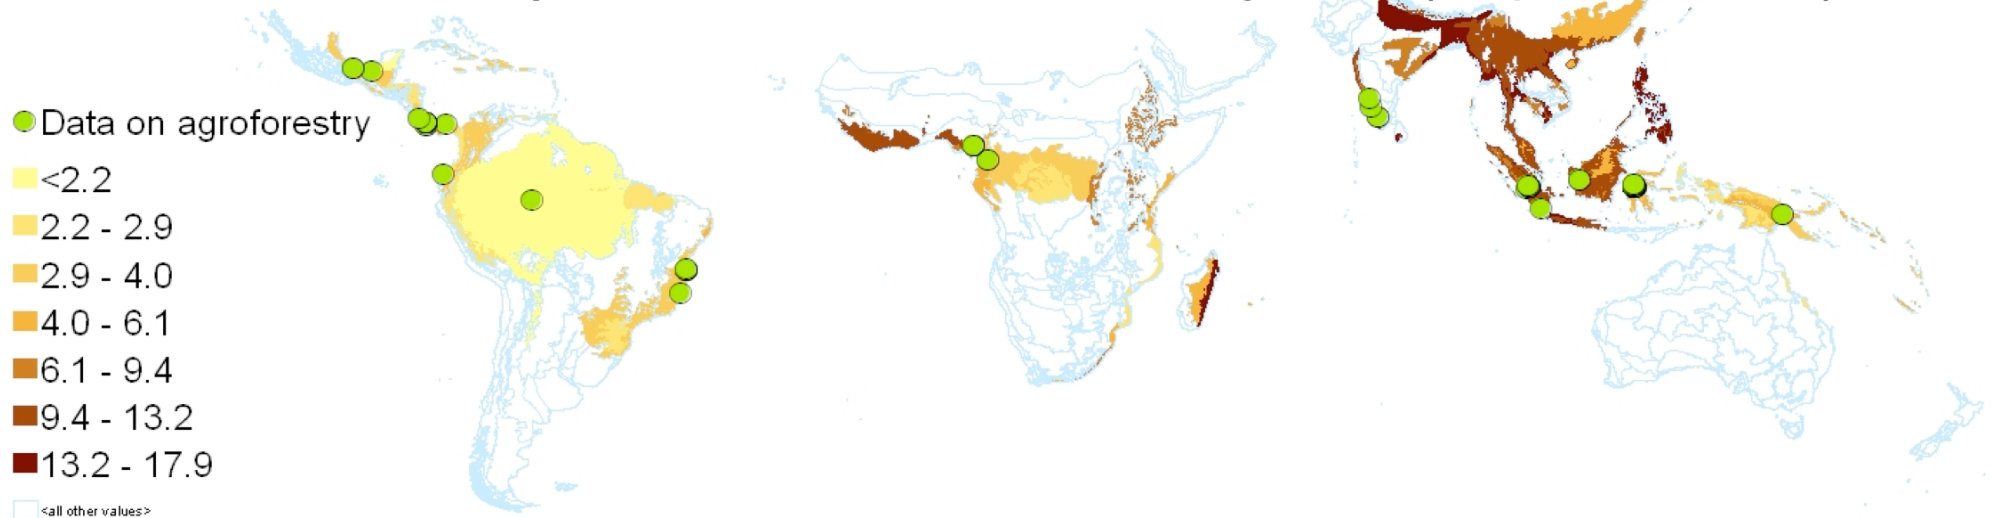 Data on agroforestry
<2.2
2.2 - 2.9
2.9 - 4.0
4.0 - 6.1
6.1 - 9.4
9.4 - 13.2
13.2 - 17.9
<all other values>